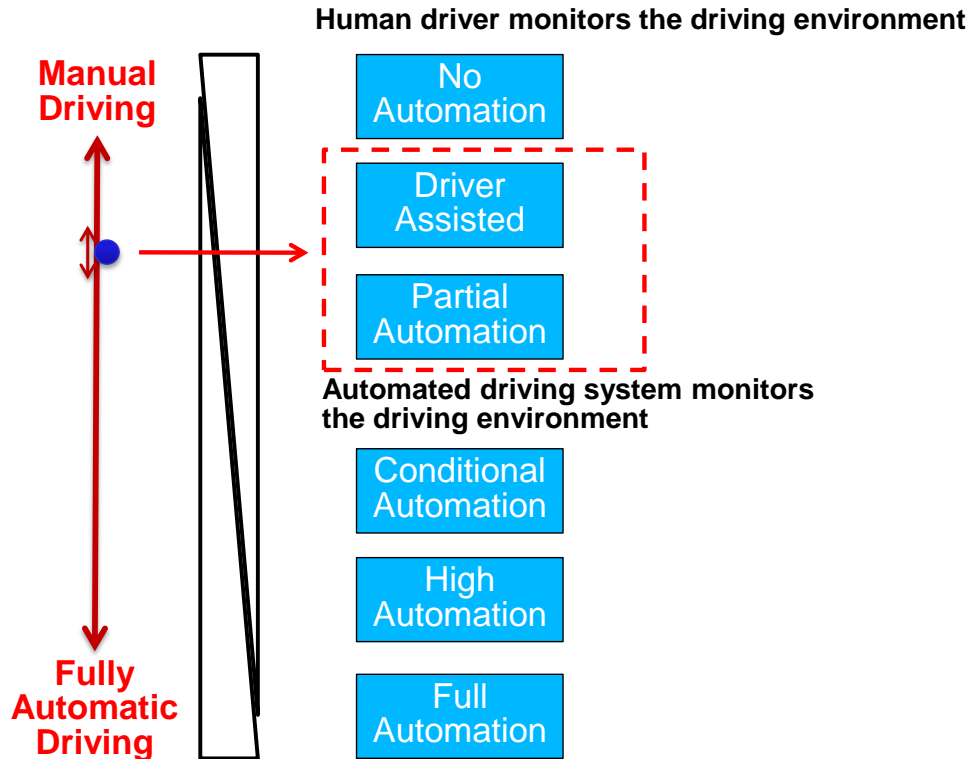 Human driver monitors the driving environment
Manual
Driving
No
Automation
Driver
Assisted
Partial
Automation
Automated driving system monitors
the driving environment
Conditional
Automation
High
Automation
Fully
Automatic
Driving
Full
Automation